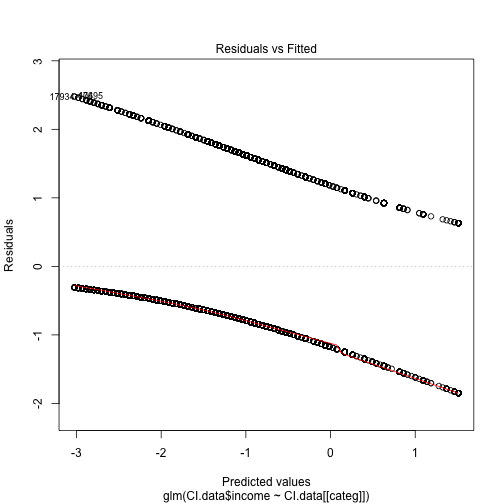 Residuals vs Fitted
3
2
1
0
-1
-2
Residuals
-3
-2
-1
0
1
Predicted values
glm(CI.data$income ~ CI.data[[categ]])